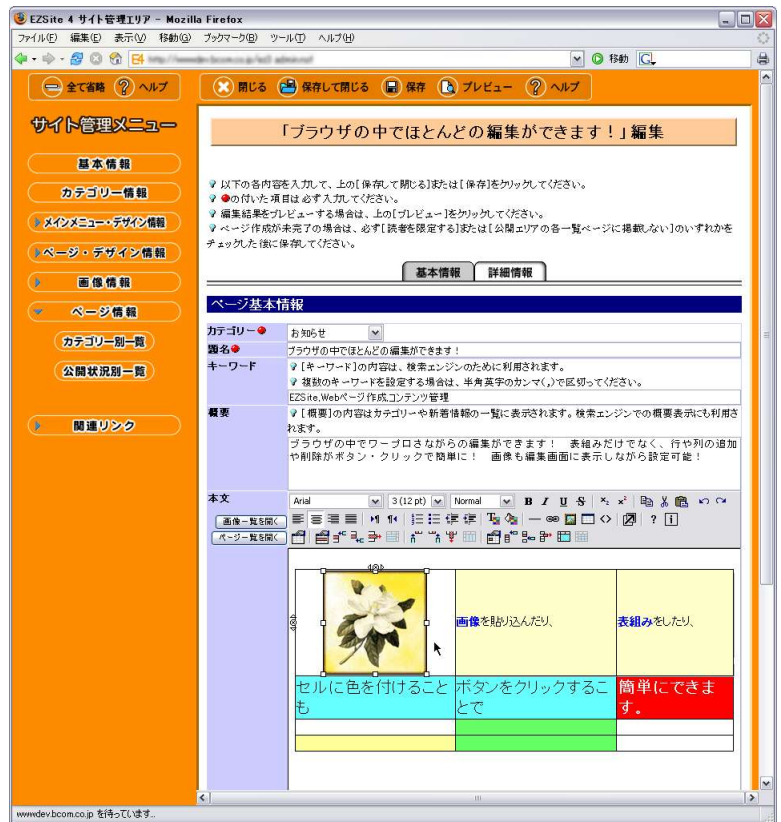 EZSite 4 サイト管理エリア - Mozilla Firefox
ファイル(F) 編集(E) 表示(V) 移動(G) ブックマーク(B) ツール(T) ヘルプ(H)
移動
全て省略 ヘルプ
閉じる 保存して閉じる 保存 プレビュー ヘルプ
サイト管理メニュー
基本情報
カテゴリー情報
メインメニュー・デザイン情報
ページ・デザイン情報
画像情報
ページ情報
カテゴリー別一覧
公開状況別一覧
関連リンク
「ブラウザの中でほとんどの編集ができます!」編集
以下の各内容を入力して、上の[保存して閉じる]または[保存]をクリックしてください。
の付いた項目は必ず入力してください。
編集結果をプレビューする場合は、上の[プレビュー]をクリックしてください。
ページ作成が未完了の場合は、必ず[読者を限定する]または[公開エリアの各一覧ページに掲載しない]のいずれかを
チェックした後に保存してください。
基本情報 詳細情報
ページ基本情報
カテゴリー お知らせ
題名 ブラウザの中でほとんどの編集ができます!
キーワード [キーワード]の内容は、検索エンジンのために利用されます。
複数のキーワードを設定する場合は、半角英字のカンマ(,)で区切ってください。
EZSite,Webページ作成,コンテンツ管理
概要 [概要]の内容はカテゴリーや新着情報の一覧に表示されます。検索エンジンでの概要表示にも利用さ
れます。
ブラウザの中でワープロさながらの編集ができます! 表組みだけでなく、行や列の追加
や削除がボタン・クリックで簡単に! 画像も編集画面に表示しながら設定可能!
本文 Arial 3 (12 pt) Normal B I U S
画像一覧を開く
ページ一覧を開く
画像を貼り込んだり、 表組みをしたり、
セルに色を付けること
も
ボタンをクリックするこ
とで
簡単にできま
す。
wwwdev.bcom.co.jp を待っています...